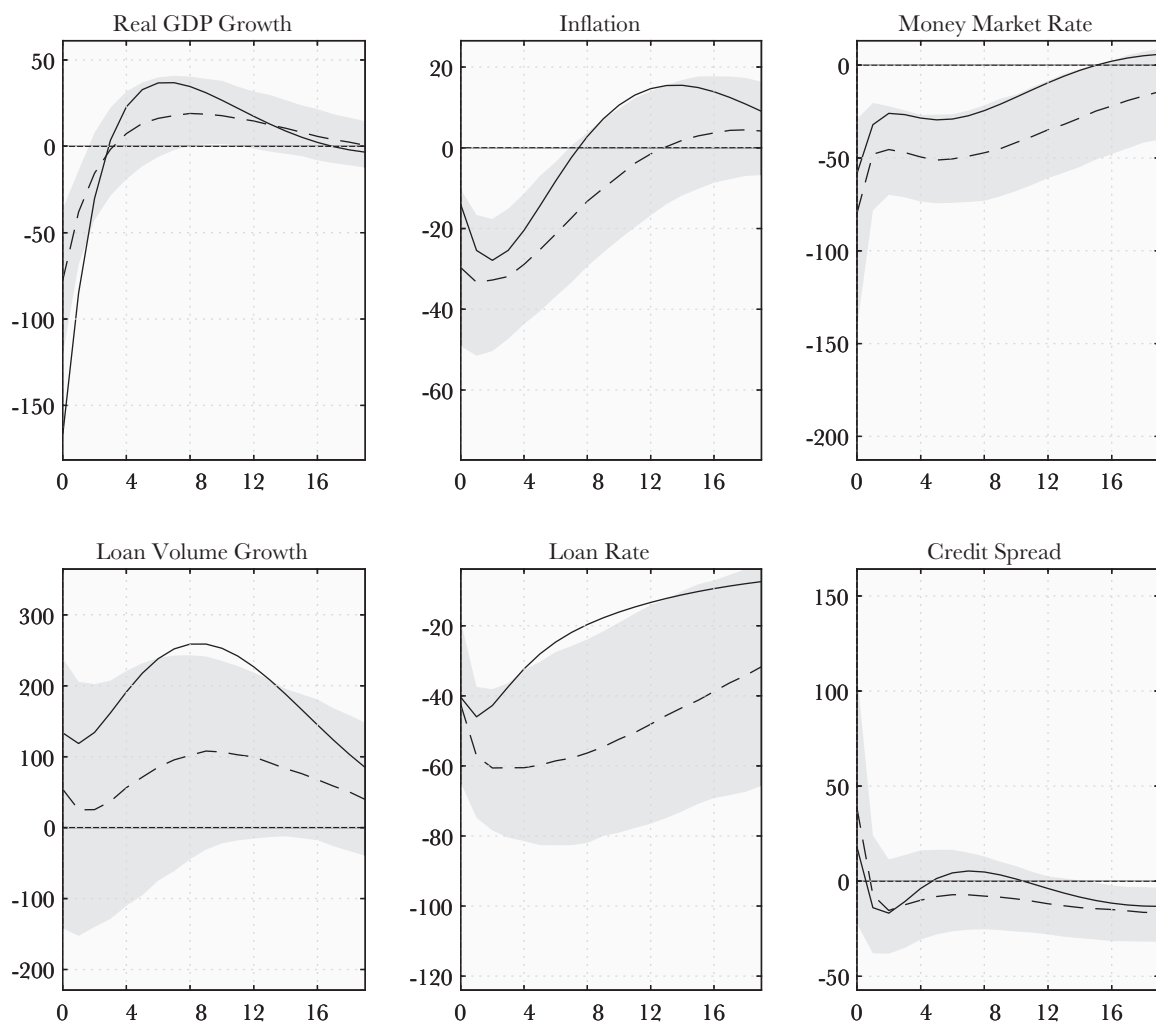 Real GDP Growth
50
0
-50
-100
-150
0 4 8 12 16
Inflation
20
0
-20
-40
-60
0 4 8 12 16
Money Market Rate
0
-50
-100
-150
-200
0 4 8 12 16
Loan Volume Growth
300
200
100
0
-100
-200
0 4 8 12 16
Loan Rate
-20
-40
-60
-80
-100
-120
0 4 8 12 16
Credit Spread
150
100
50
0
-50
0 4 8 12 16